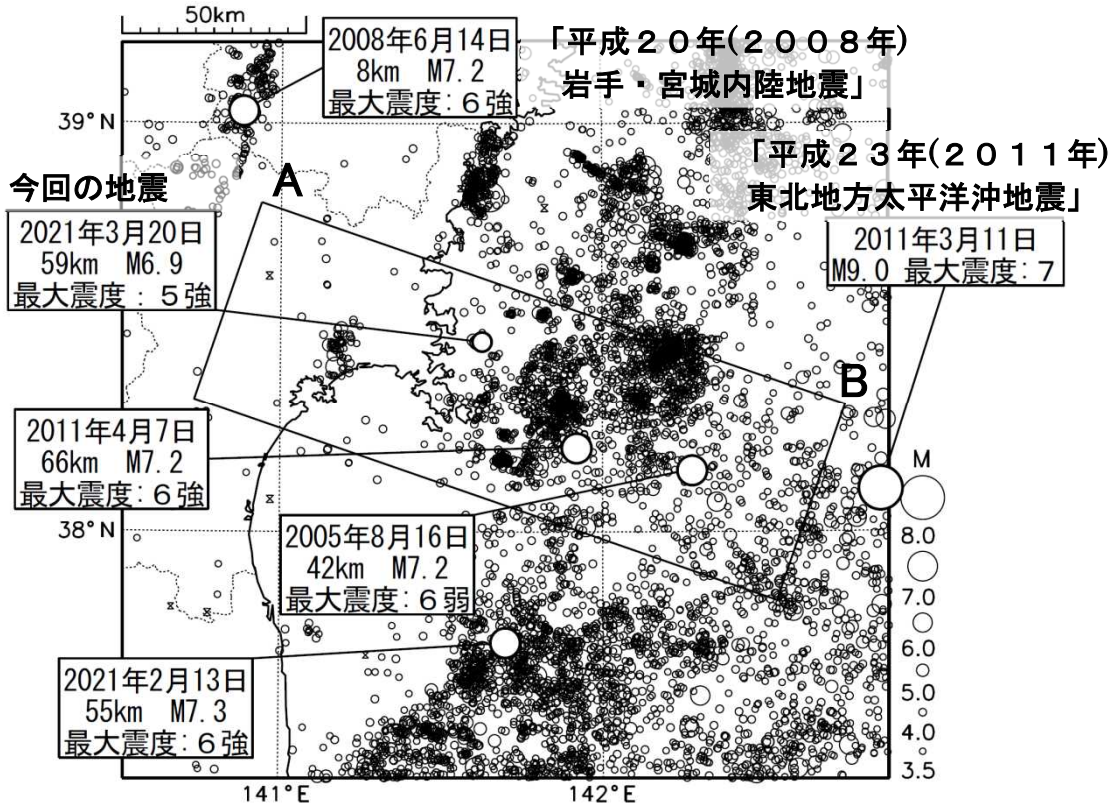 50km
2008年6月14日
8km M7.2
最大震度:６強
「平成２０年(２００８年)
岩手・宮城内陸地震」
39°N
「平成２３年(２０１１年)
東北地方太平洋沖地震」
今回の地震
A
2021年3月20日
59km M6.9
最大震度：５強
2011年3月11日
M9.0 最大震度:７
B
2011年4月7日
66km M7.2
最大震度:６強
M
38°N
8.0
2005年8月16日
42km M7.2
最大震度:６弱
7.0
6.0
2021年2月13日
55km M7.3
最大震度:６強
5.0
4.0
3.5
141°E
142°E